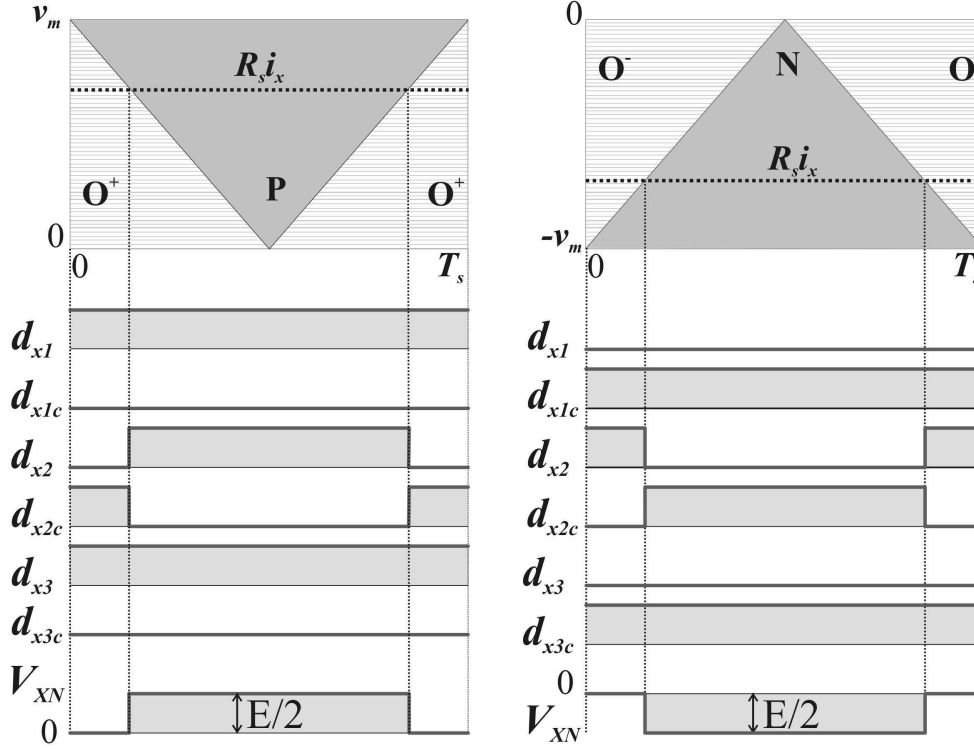 v_m
R_s i_x
O^+
P
O^+
0
0
T_s
d_x1
d_x1c
d_x2
d_x2c
d_x3
d_x3c
V_XN
E/2
0
0
O^-
N
O
R_s i_x
-v_m
0
T
d_x1
d_x1c
d_x2
d_x2c
d_x3
d_x3c
0
E/2
V_XN